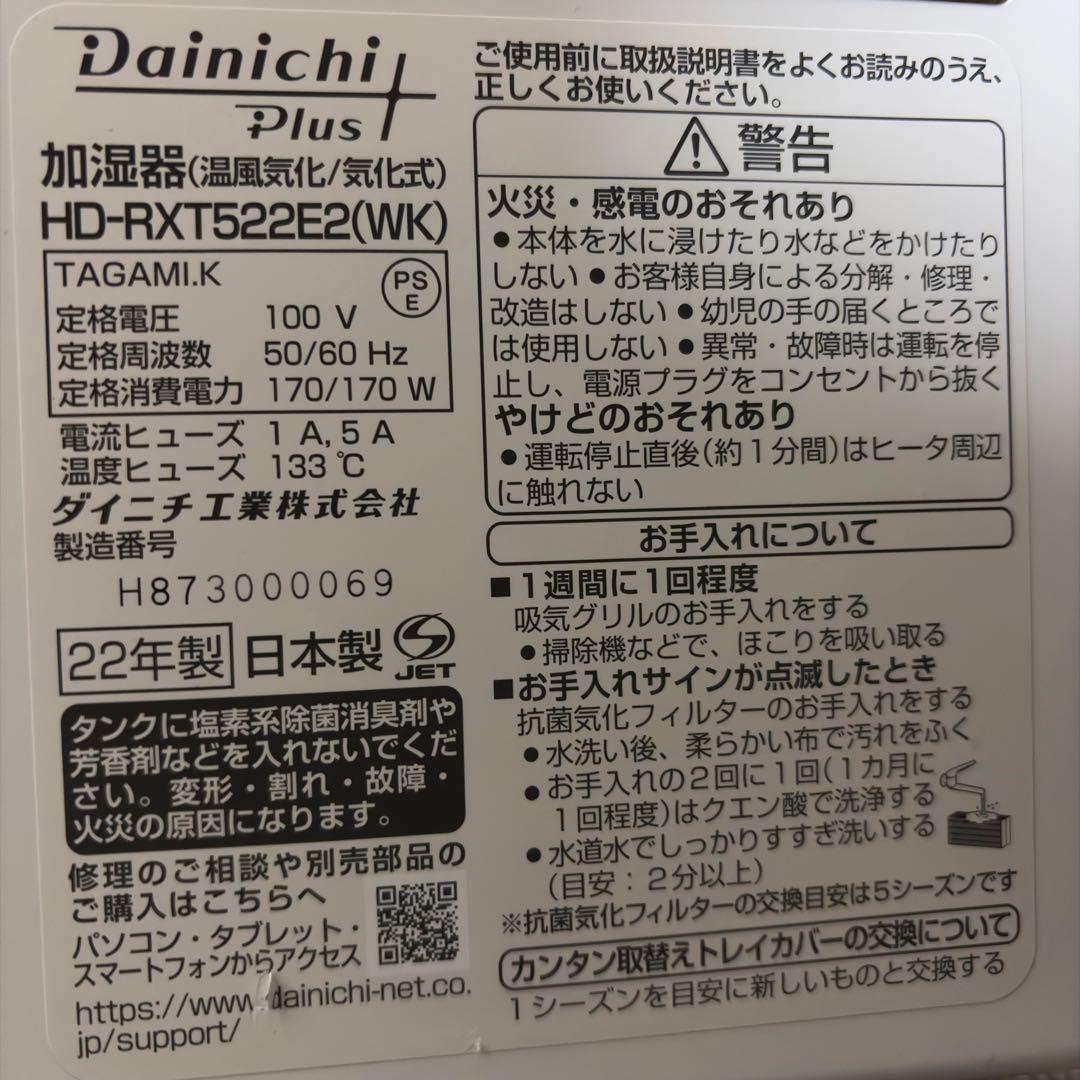 Dainichi
Plus
加湿器(温風気化/気化式)
HD-RXT522E2(WK)
TAGAMI.K
PS
E
定格電圧 100 V
定格周波数 50/60 Hz
定格消費電力 170/170 W
電流ヒューズ 1 A, 5 A
温度ヒューズ 133 ℃
ダイニチ工業株式会社
製造番号
H873000069
22年製 日本製
JET
タンクに塩素系除菌消臭剤や
芳香剤などを入れないでくだ
さい。変形・割れ・故障・
火災の原因になります。
修理のご相談や別売部品の
ご購入はこちらへ
パソコン・タブレット・
スマートフォンからアクセス
https://www.dainichi-net.co.
jp/support/
ご使用前に取扱説明書をよくお読みのうえ、
正しくお使いください。
警告
火災・感電のおそれあり
●本体を水に浸けたり水などをかけたり
しない ●お客様自身による分解・修理・
改造はしない ●幼児の手の届くところで
は使用しない ●異常・故障時は運転を停
止し、電源プラグをコンセントから抜く
やけどのおそれあり
●運転停止直後(約1分間)はヒータ周辺
に触れない
お手入れについて
■1週間に1回程度
吸気グリルのお手入れをする
●掃除機などで、ほこりを吸い取る
■お手入れサインが点滅したとき
抗菌気化フィルターのお手入れをする
●水洗い後、柔らかい布で汚れをふく
●お手入れの2回に1回(1カ月に
1回程度)はクエン酸で洗浄する
●水道水でしっかりすすぎ洗いする
(目安:2分以上)
※抗菌気化フィルターの交換目安は5シーズンです
カンタン取替えトレイカバーの交換について
1シーズンを目安に新しいものと交換する